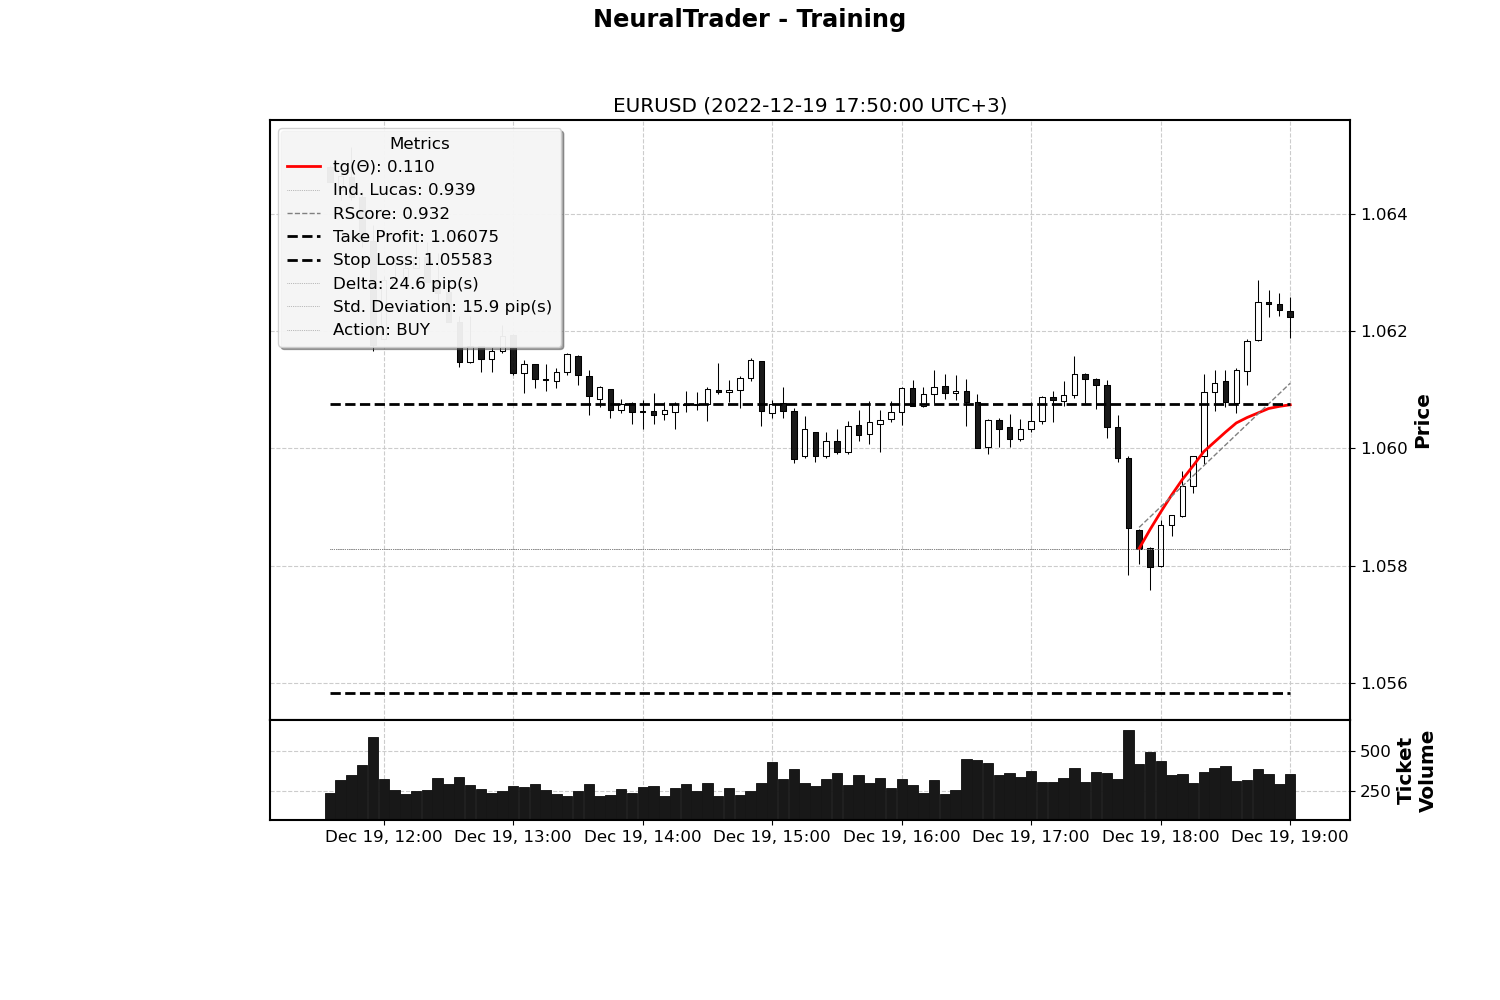 NeuralTrader - Training
EURUSD (2022-12-19 17:50:00 UTC+3)
Metrics
tg(Θ): 0.110
Ind. Lucas: 0.939
RScore: 0.932
Take Profit: 1.06075
Stop Loss: 1.05583
Delta: 24.6 pip(s)
Std. Deviation: 15.9 pip(s)
Action: BUY
1.064
1.062
1.060
1.058
1.056
Price
500
250
Ticket
Volume
Dec 19, 12:00 Dec 19, 13:00 Dec 19, 14:00 Dec 19, 15:00 Dec 19, 16:00 Dec 19, 17:00 Dec 19, 18:00 Dec 19, 19:00